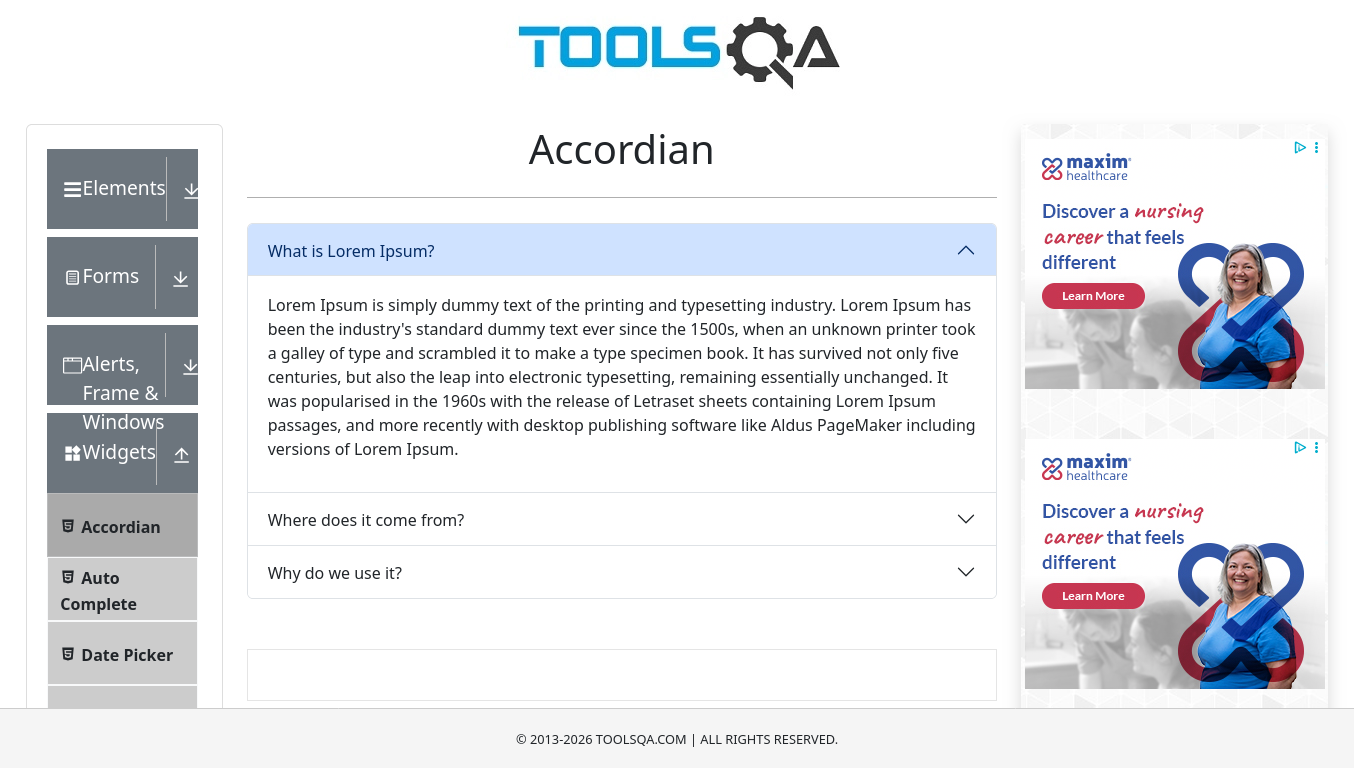 TOOLSQA
Elements
Forms
Alerts,
Frame &
Windows
Widgets
Accordian
Auto
Complete
Date Picker
Accordian
What is Lorem Ipsum?
Lorem Ipsum is simply dummy text of the printing and typesetting industry. Lorem Ipsum has
been the industry's standard dummy text ever since the 1500s, when an unknown printer took
a galley of type and scrambled it to make a type specimen book. It has survived not only five
centuries, but also the leap into electronic typesetting, remaining essentially unchanged. It
was popularised in the 1960s with the release of Letraset sheets containing Lorem Ipsum
passages, and more recently with desktop publishing software like Aldus PageMaker including
versions of Lorem Ipsum.
Where does it come from?
Why do we use it?
maxim
healthcare
Discover a nursing
career that feels
different
Learn More
maxim
healthcare
Discover a nursing
career that feels
different
Learn More
© 2013-2026 TOOLSQA.COM | ALL RIGHTS RESERVED.